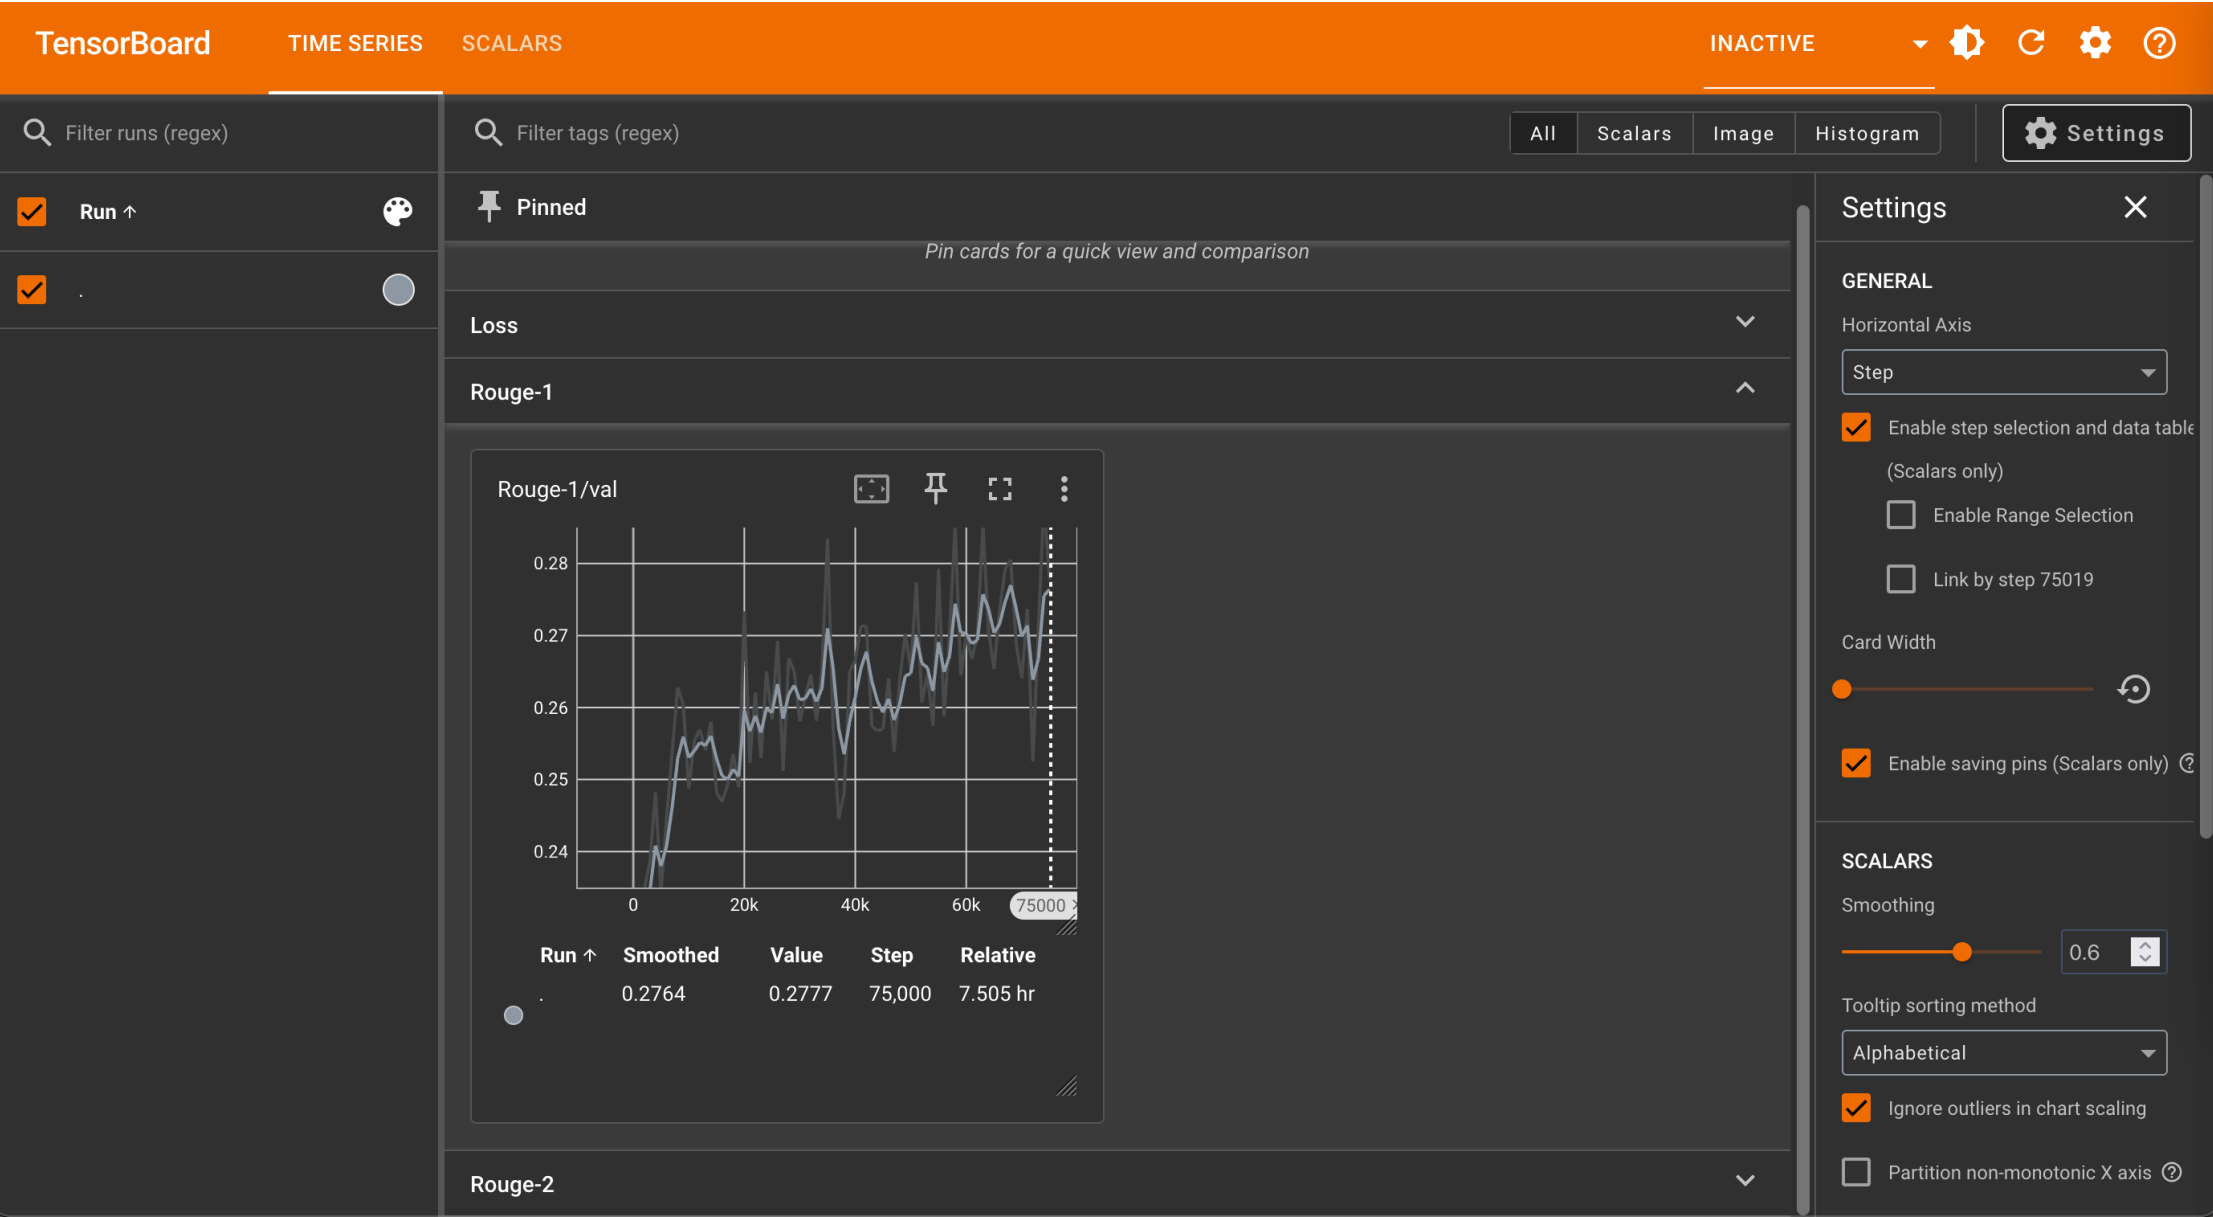 TensorBoard TIME SERIES SCALARS INACTIVE
Filter runs (regex)
Run
.
Filter tags (regex)
All Scalars Image Histogram
Settings
Pinned
Pin cards for a quick view and comparison
Loss
Rouge-1
Rouge-1/val
0.28
0.27
0.26
0.25
0.24
0 20k 40k 60k 75000
Run Smoothed Value Step Relative
. 0.2764 0.2777 75,000 7.505 hr
Rouge-2
Settings
GENERAL
Horizontal Axis
Step
Enable step selection and data table
(Scalars only)
Enable Range Selection
Link by step 75019
Card Width
Enable saving pins (Scalars only)
SCALARS
Smoothing
0.6
Tooltip sorting method
Alphabetical
Ignore outliers in chart scaling
Partition non-monotonic X axis